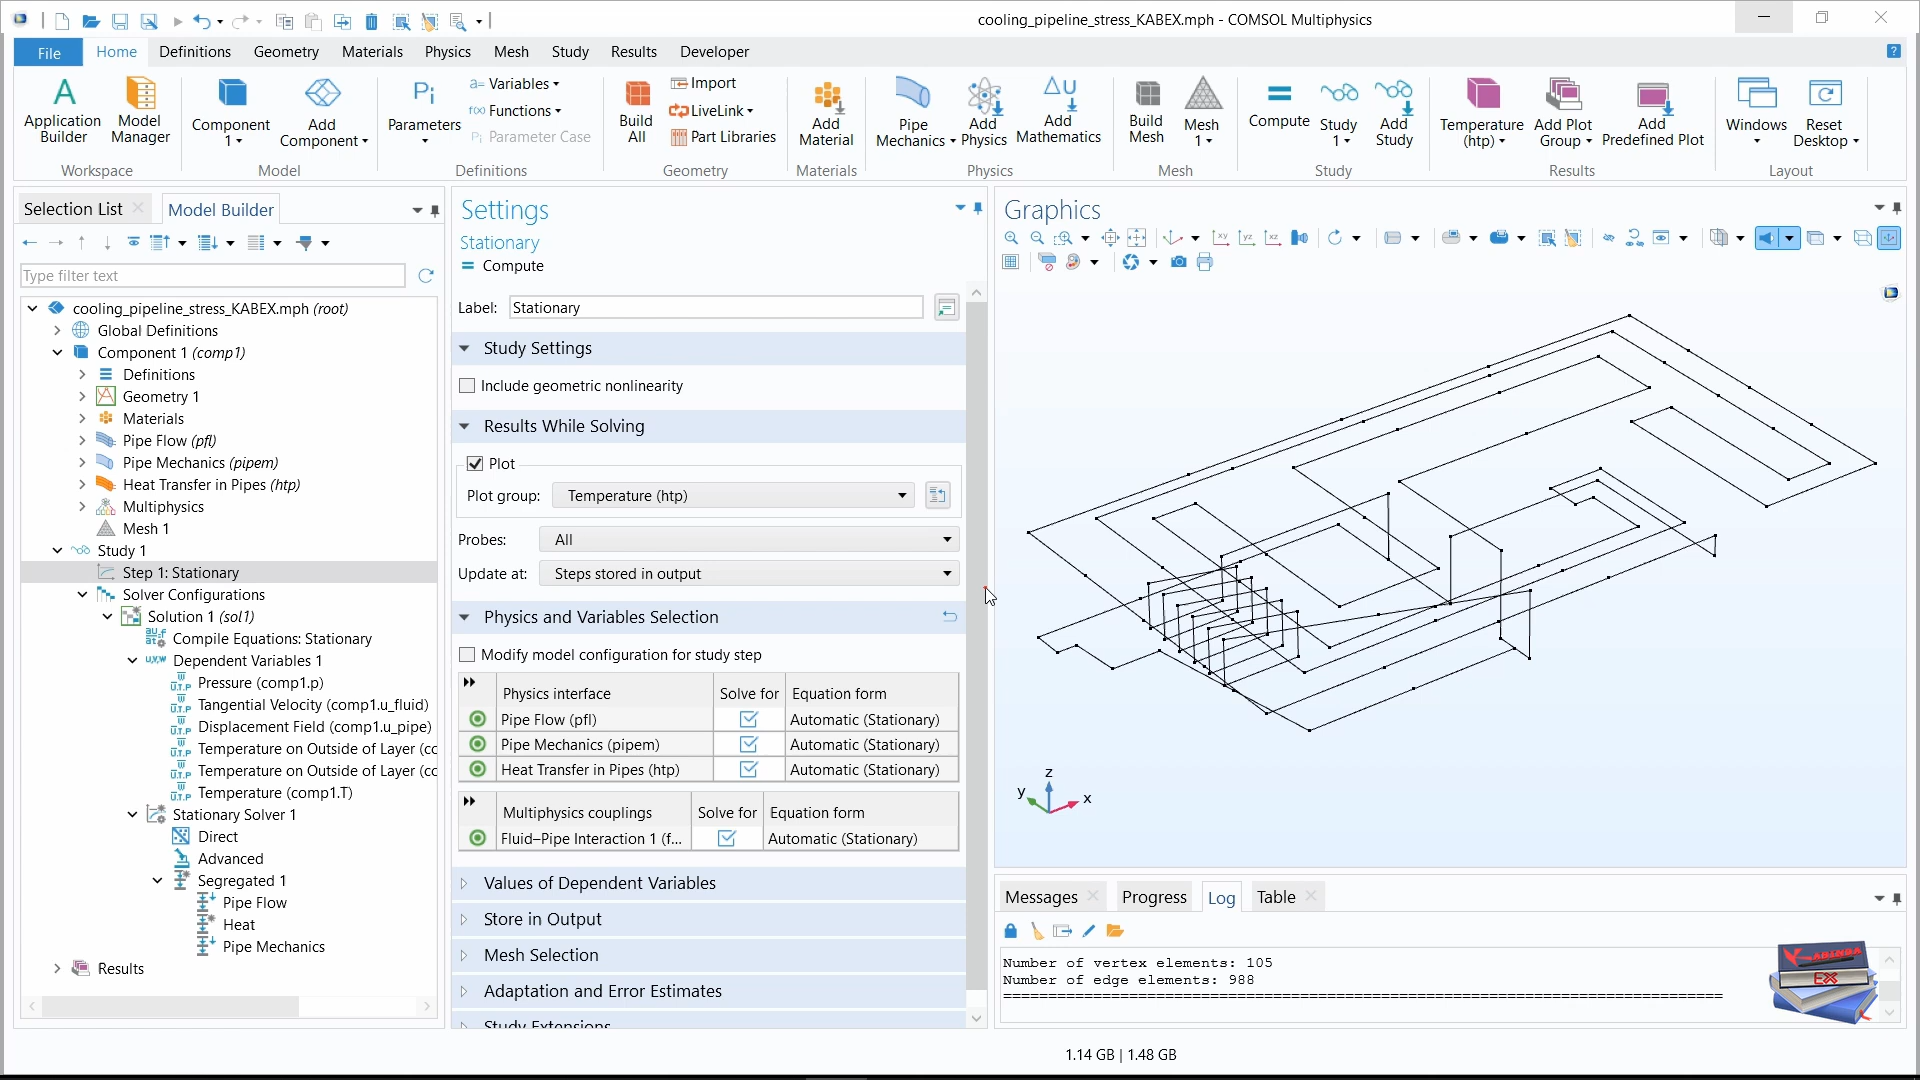 cooling_pipeline_stress_KABEX.mph - COMSOL Multiphysics
File
Home
Definitions
Geometry
Materials
Physics
Mesh
Study
Results
Developer
Application Builder
Model Manager
Workspace
Component 1
Add Component
Model
Pi
Parameters
a= Variables
f(x) Functions
Pi Parameter Case
Definitions
Build All
Import
LiveLink
Part Libraries
Geometry
Add Material
Materials
Pipe Mechanics
Add Physics
Add Mathematics
Physics
Build Mesh
Mesh 1
Mesh
Compute
Study 1
Add Study
Study
Temperature (htp)
Add Plot Group
Add Predefined Plot
Results
Windows
Reset Desktop
Layout
Selection List
Model Builder
Type filter text
cooling_pipeline_stress_KABEX.mph (root)
Global Definitions
Component 1 (comp1)
Definitions
Geometry 1
Materials
Pipe Flow (pfl)
Pipe Mechanics (pipem)
Heat Transfer in Pipes (htp)
Multiphysics
Mesh 1
Study 1
Step 1: Stationary
Solver Configurations
Solution 1 (sol1)
Compile Equations: Stationary
Dependent Variables 1
Pressure (comp1.p)
Tangential Velocity (comp1.u_fluid)
Displacement Field (comp1.u_pipe)
Temperature on Outside of Layer (cc
Temperature on Outside of Layer (cc
Temperature (comp1.T)
Stationary Solver 1
Direct
Advanced
Segregated 1
Pipe Flow
Heat
Pipe Mechanics
Results
Settings
Stationary
= Compute
Label: Stationary
Study Settings
Include geometric nonlinearity
Results While Solving
Plot
Plot group: Temperature (htp)
Probes: All
Update at: Steps stored in output
Physics and Variables Selection
Modify model configuration for study step
Physics interface Solve for Equation form
Pipe Flow (pfl) Automatic (Stationary)
Pipe Mechanics (pipem) Automatic (Stationary)
Heat Transfer in Pipes (htp) Automatic (Stationary)
Multiphysics couplings Solve for Equation form
Fluid–Pipe Interaction 1 (f... Automatic (Stationary)
Values of Dependent Variables
Store in Output
Mesh Selection
Adaptation and Error Estimates
Study Extensions
Graphics
z
y
x
Messages
Progress
Log
Table
Number of vertex elements: 105
Number of edge elements: 988
EX
1.14 GB | 1.48 GB